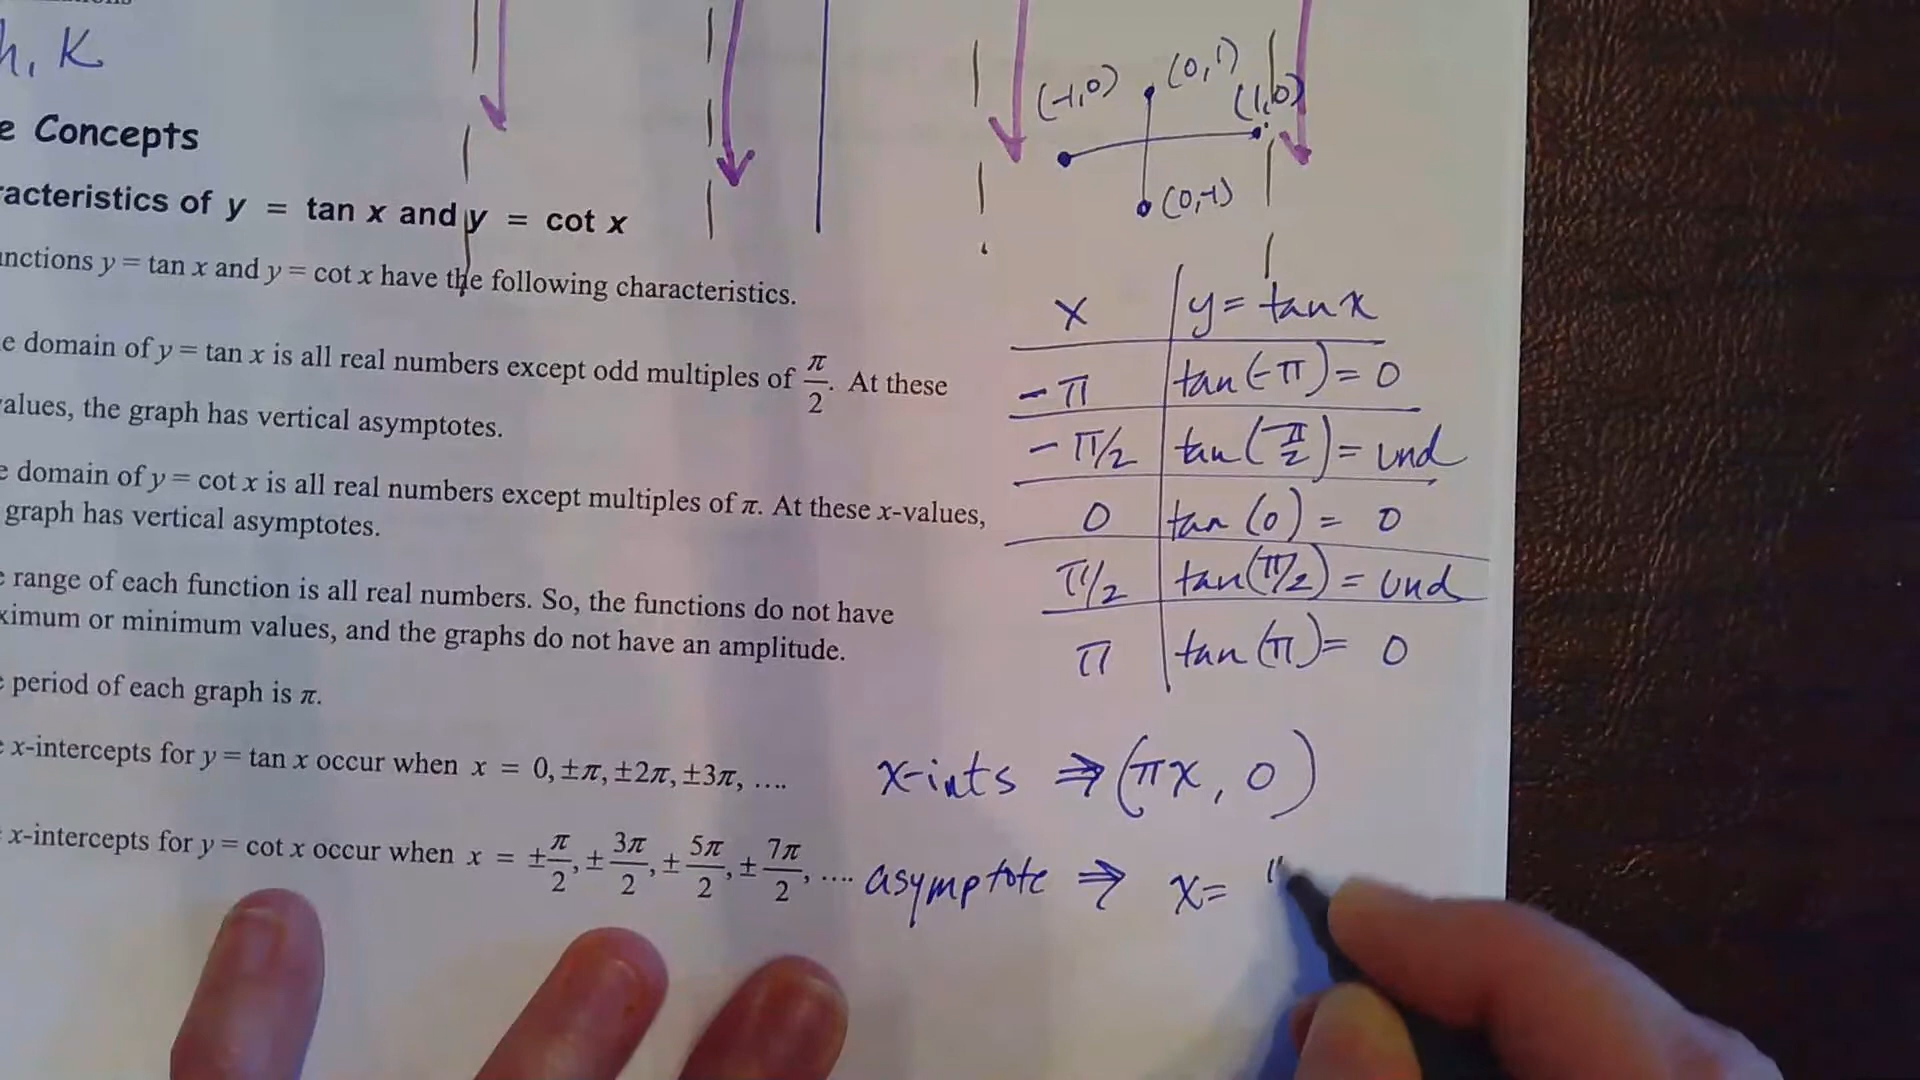 h, K
e Concepts
racteristics of y = tan x and y = cot x
unctions y = tan x and y = cot x have the following characteristics.
e domain of y = tan x is all real numbers except odd multiples of π/2. At these
values, the graph has vertical asymptotes.
e domain of y = cot x is all real numbers except multiples of π. At these x-values,
graph has vertical asymptotes.
e range of each function is all real numbers. So, the functions do not have
ximum or minimum values, and the graphs do not have an amplitude.
e period of each graph is π.
e x-intercepts for y = tan x occur when x = 0, ±π, ±2π, ±3π, ....
x-intercepts for y = cot x occur when x = ±π/2, ±3π/2, ±5π/2, ±7π/2, ....
(-1,0) (0,1) (1,0)
(0,-1)
x | y = tan x
-π | tan(-π) = 0
-π/2 | tan(-π/2) = und
0 | tan(0) = 0
π/2 | tan(π/2) = und
π | tan(π) = 0
x-ints ⇒ (πx, 0)
asymptote ⇒ x=